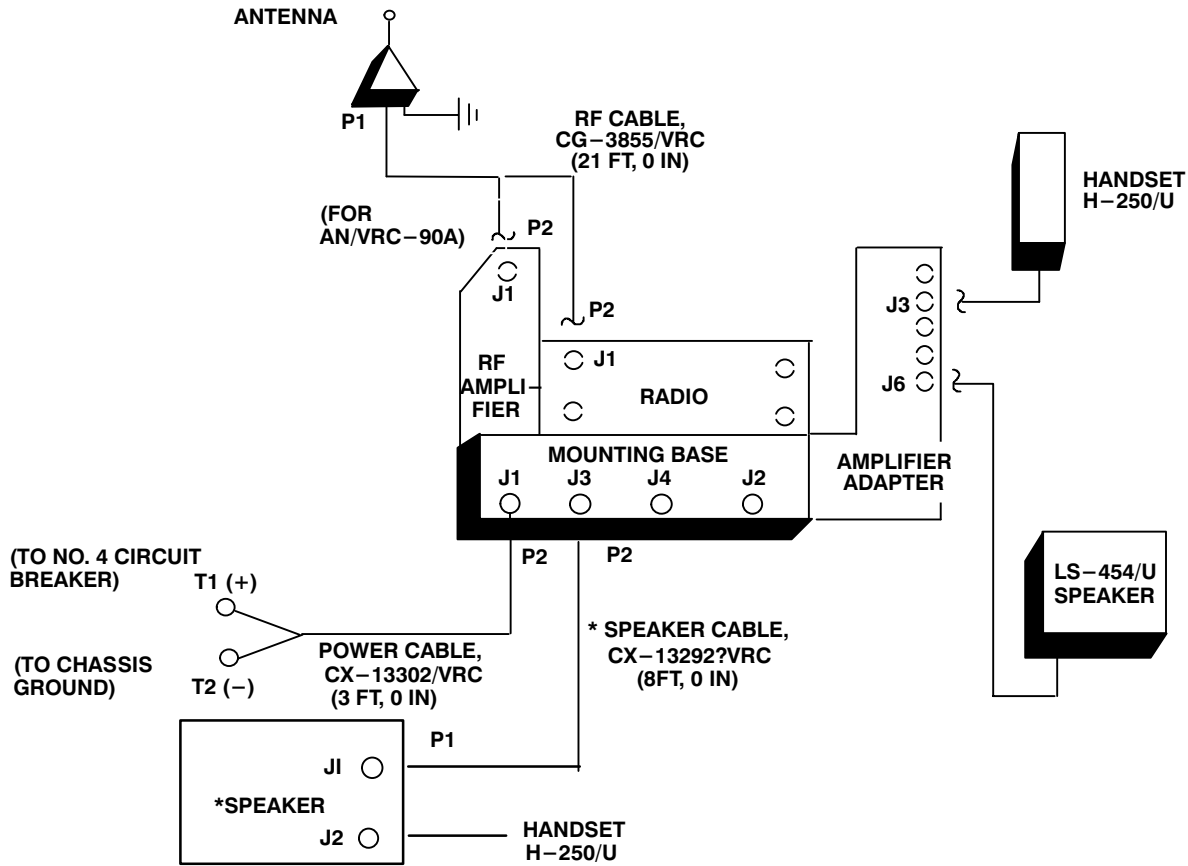 ANTENNA
P1
RF CABLE,
CG−3855/VRC
(21 FT, 0 IN)
HANDSET
H−250/U
(FOR
AN/VRC−90A)
P2
J1
P2
J1
J3
J6
RF
AMPLI−
FIER
RADIO
MOUNTING BASE
J1
J3
J4
J2
AMPLIFIER
ADAPTER
P2
P2
(TO NO. 4 CIRCUIT
BREAKER)
T1 (+)
(TO CHASSIS
GROUND)
T2 (−)
POWER CABLE,
CX−13302/VRC
(3 FT, 0 IN)
* SPEAKER CABLE,
CX−13292?VRC
(8FT, 0 IN)
LS−454/U
SPEAKER
P1
JI
*SPEAKER
J2
HANDSET
H−250/U